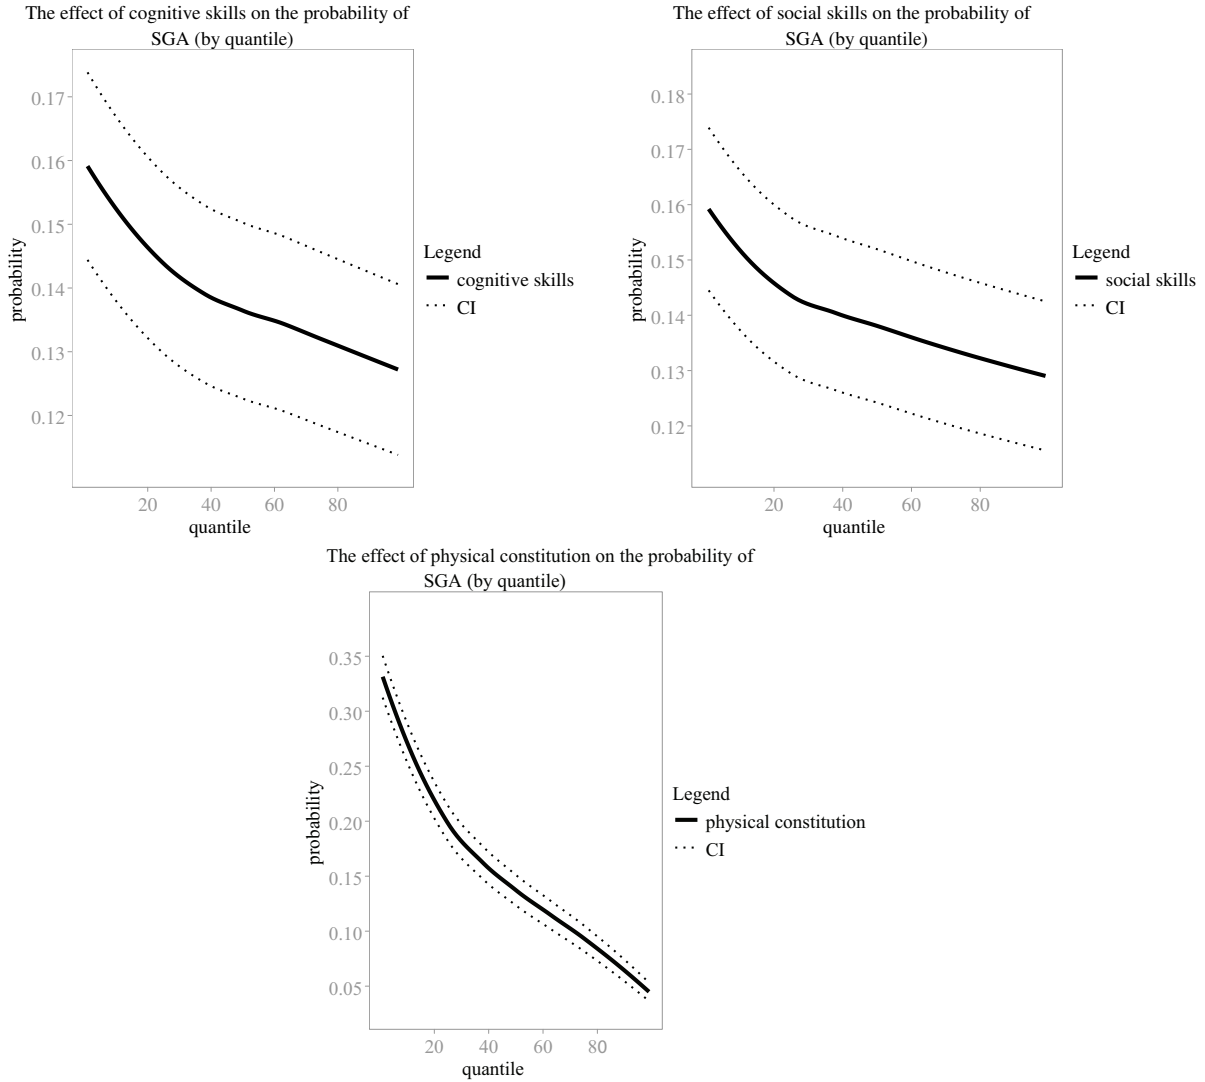 The effect of cognitive skills on the probability of
SGA (by quantile)
0.17
0.16
0.15
0.14
0.13
0.12
probability
20 40 60 80
quantile
Legend
cognitive skills
CI
The effect of social skills on the probability of
SGA (by quantile)
0.18
0.17
0.16
0.15
0.14
0.13
0.12
probability
20 40 60 80
quantile
Legend
social skills
CI
The effect of physical constitution on the probability of
SGA (by quantile)
0.35
0.30
0.25
0.20
0.15
0.10
0.05
probability
20 40 60 80
quantile
Legend
physical constitution
CI